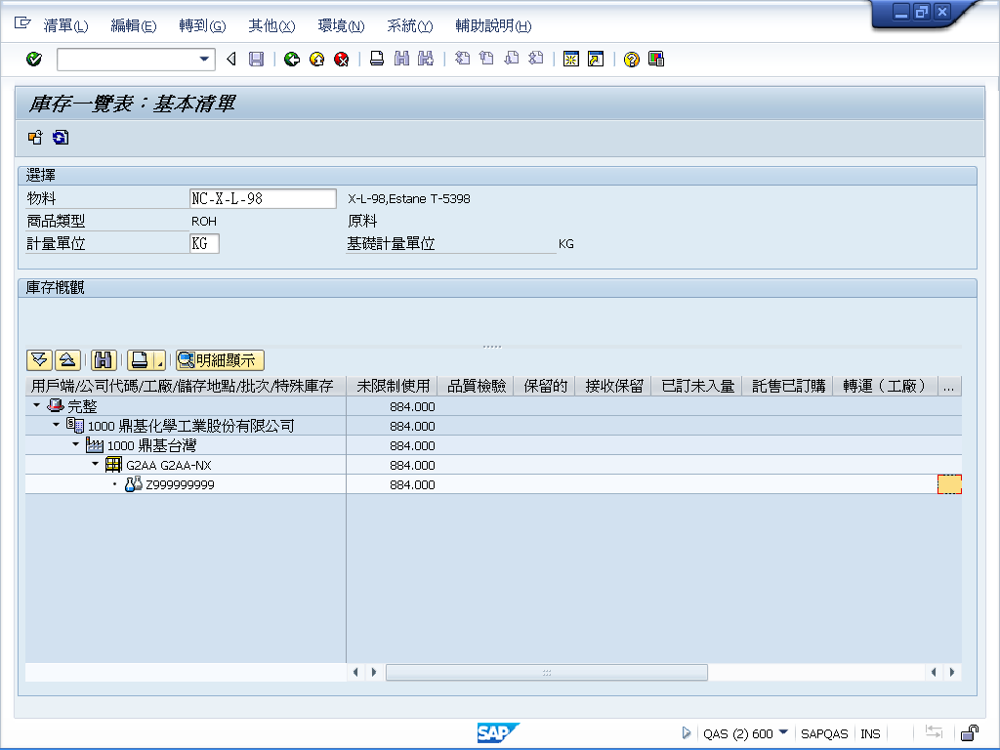 清單(L) 編輯(E) 轉到(G) 其他(X) 環境(N) 系統(Y) 輔助說明(H)
庫存一覽表：基本清單
選擇
物料 NC-X-L-98 X-L-98,Estane T-5398
商品類型 ROH 原料
計量單位 KG 基礎計量單位 KG
庫存概觀
明細顯示
用戶端/公司代碼/工廠/儲存地點/批次/特殊庫存 未限制使用 品質檢驗 保留的 接收保留 已訂未入量 託售已訂購 轉運（工廠） ...
完整 884.000
1000 鼎基化學工業股份有限公司 884.000
1000 鼎基台灣 884.000
G2AA G2AA-NX 884.000
Z999999999 884.000
SAP QAS (2) 600 SAPQAS INS